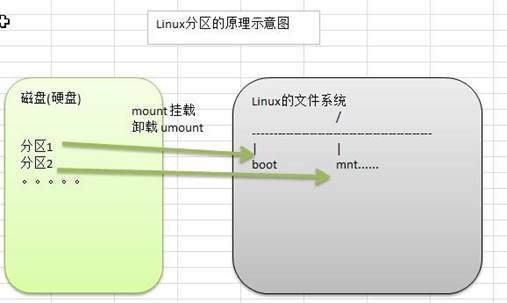 Linux分区的原理示意图
磁盘(硬盘)
分区1
分区2
。。。。。
mount 挂载
卸载 umount
Linux的文件系统
/
----------------------------------------
| |
boot mnt......